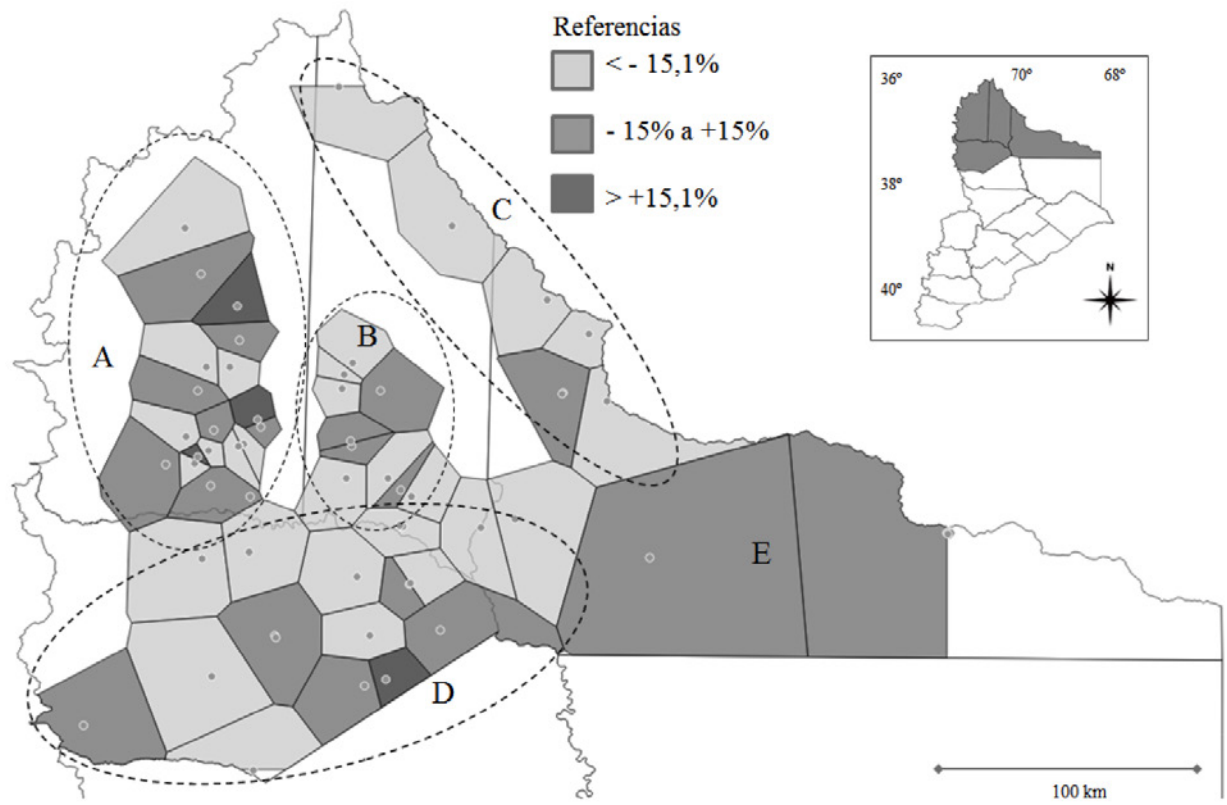 Referencias
< - 15,1%
- 15% a +15%
> +15,1%
A
B
C
D
E
70° 68°
36°
38°
40°
N
100 km